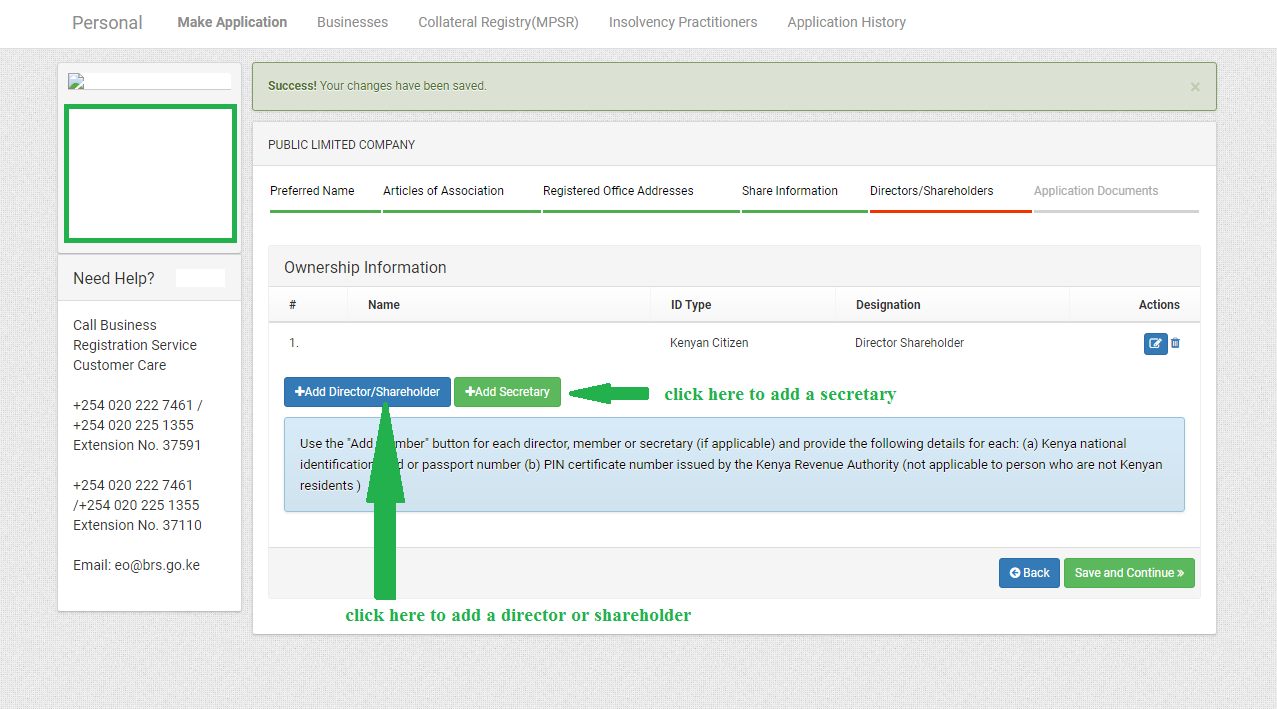 Personal Make Application Businesses Collateral Registry(MPSR) Insolvency Practitioners Application History
Success! Your changes have been saved. ×
PUBLIC LIMITED COMPANY
Preferred Name Articles of Association Registered Office Addresses Share Information Directors/Shareholders Application Documents
Need Help?
Call Business
Registration Service
Customer Care
+254 020 222 7461 /
+254 020 225 1355
Extension No. 37591
+254 020 222 7461
/+254 020 225 1355
Extension No. 37110
Email: eo@brs.go.ke
Ownership Information
# Name ID Type Designation Actions
1. Kenyan Citizen Director Shareholder
+Add Director/Shareholder +Add Secretary click here to add a secretary
Use the "Add button for each director, member or secretary (if applicable) and provide the following details for each: (a) Kenya national
identification or passport number (b) PIN certificate number issued by the Kenya Revenue Authority (not applicable to person who are not Kenyan
residents )
Back Save and Continue »
click here to add a director or shareholder